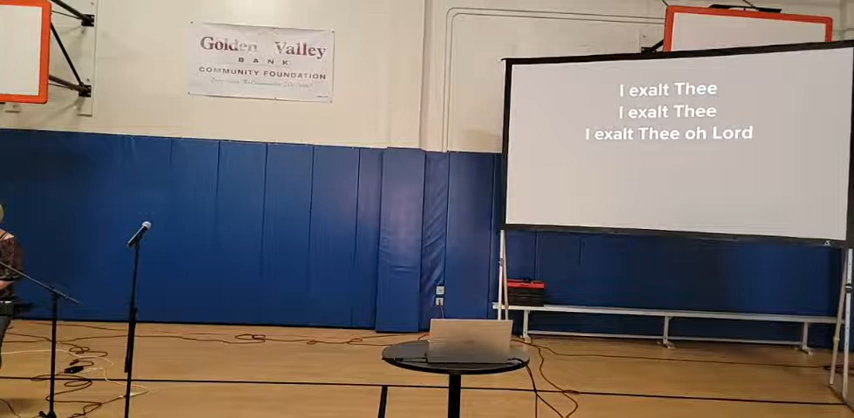 Golden Valley
BANK
COMMUNITY FOUNDATION
I exalt Thee
I exalt Thee
I exalt Thee oh Lord